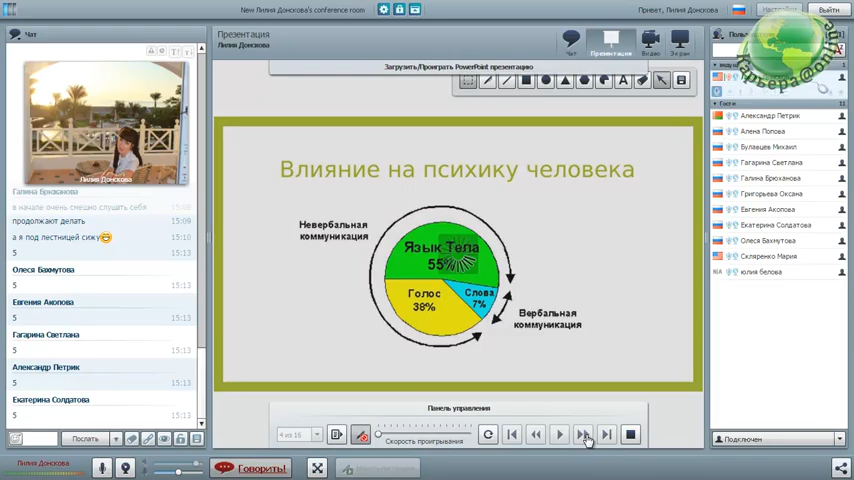 New Лилия Донскова's conference room
Привет, Лилия Донскова
Настройки
Выйти
Чат
Лилия Донскова
Галина Брюханова
в начале очень смешно слушать себя 15:09
продолжают делать 15:09
а я под лестницей сижу 15:10
5 15:13
Олеся Бахмутова
5 15:13
Евгения Акопова
5 15:13
Гагарина Светлана
5 15:13
Александр Петрик
5 15:13
Екатерина Солдатова
5 15:13
Послать
Презентация
Лилия Донскова
Чат
Презентация
Видео
Экран
Загрузить/Проиграть PowerPoint презентацию
Влияние на психику человека
Невербальная
коммуникация
Язык Тела
55%
Голос
38%
Слова
7%
Вербальная
коммуникация
Панель управления
4 из 16
Скорость проигрывания
карьера@online
Гости 11
Александр Петрик
Алена Попова
Булавцев Михаил
Гагарина Светлана
Галина Брюханова
Григорьева Оксана
Евгения Акопова
Екатерина Солдатова
Олеся Бахмутова
Скляренко Мария
N/A юлия белова
Подключен
Лилия Донскова
Говорить!